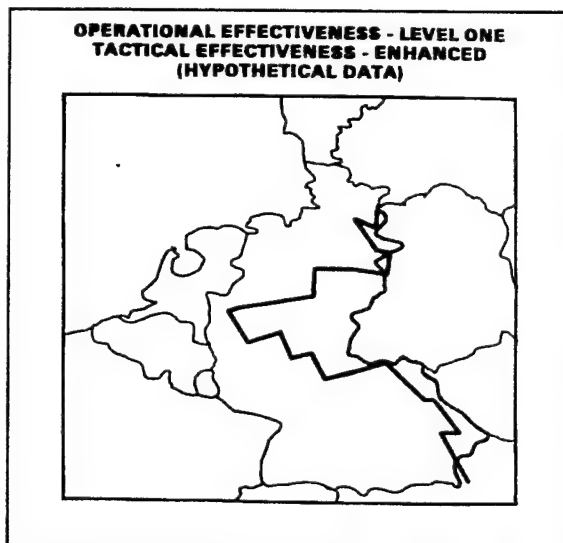 OPERATIONAL EFFECTIVENESS - LEVEL ONE
TACTICAL EFFECTIVENESS - ENHANCED
(HYPOTHETICAL DATA)